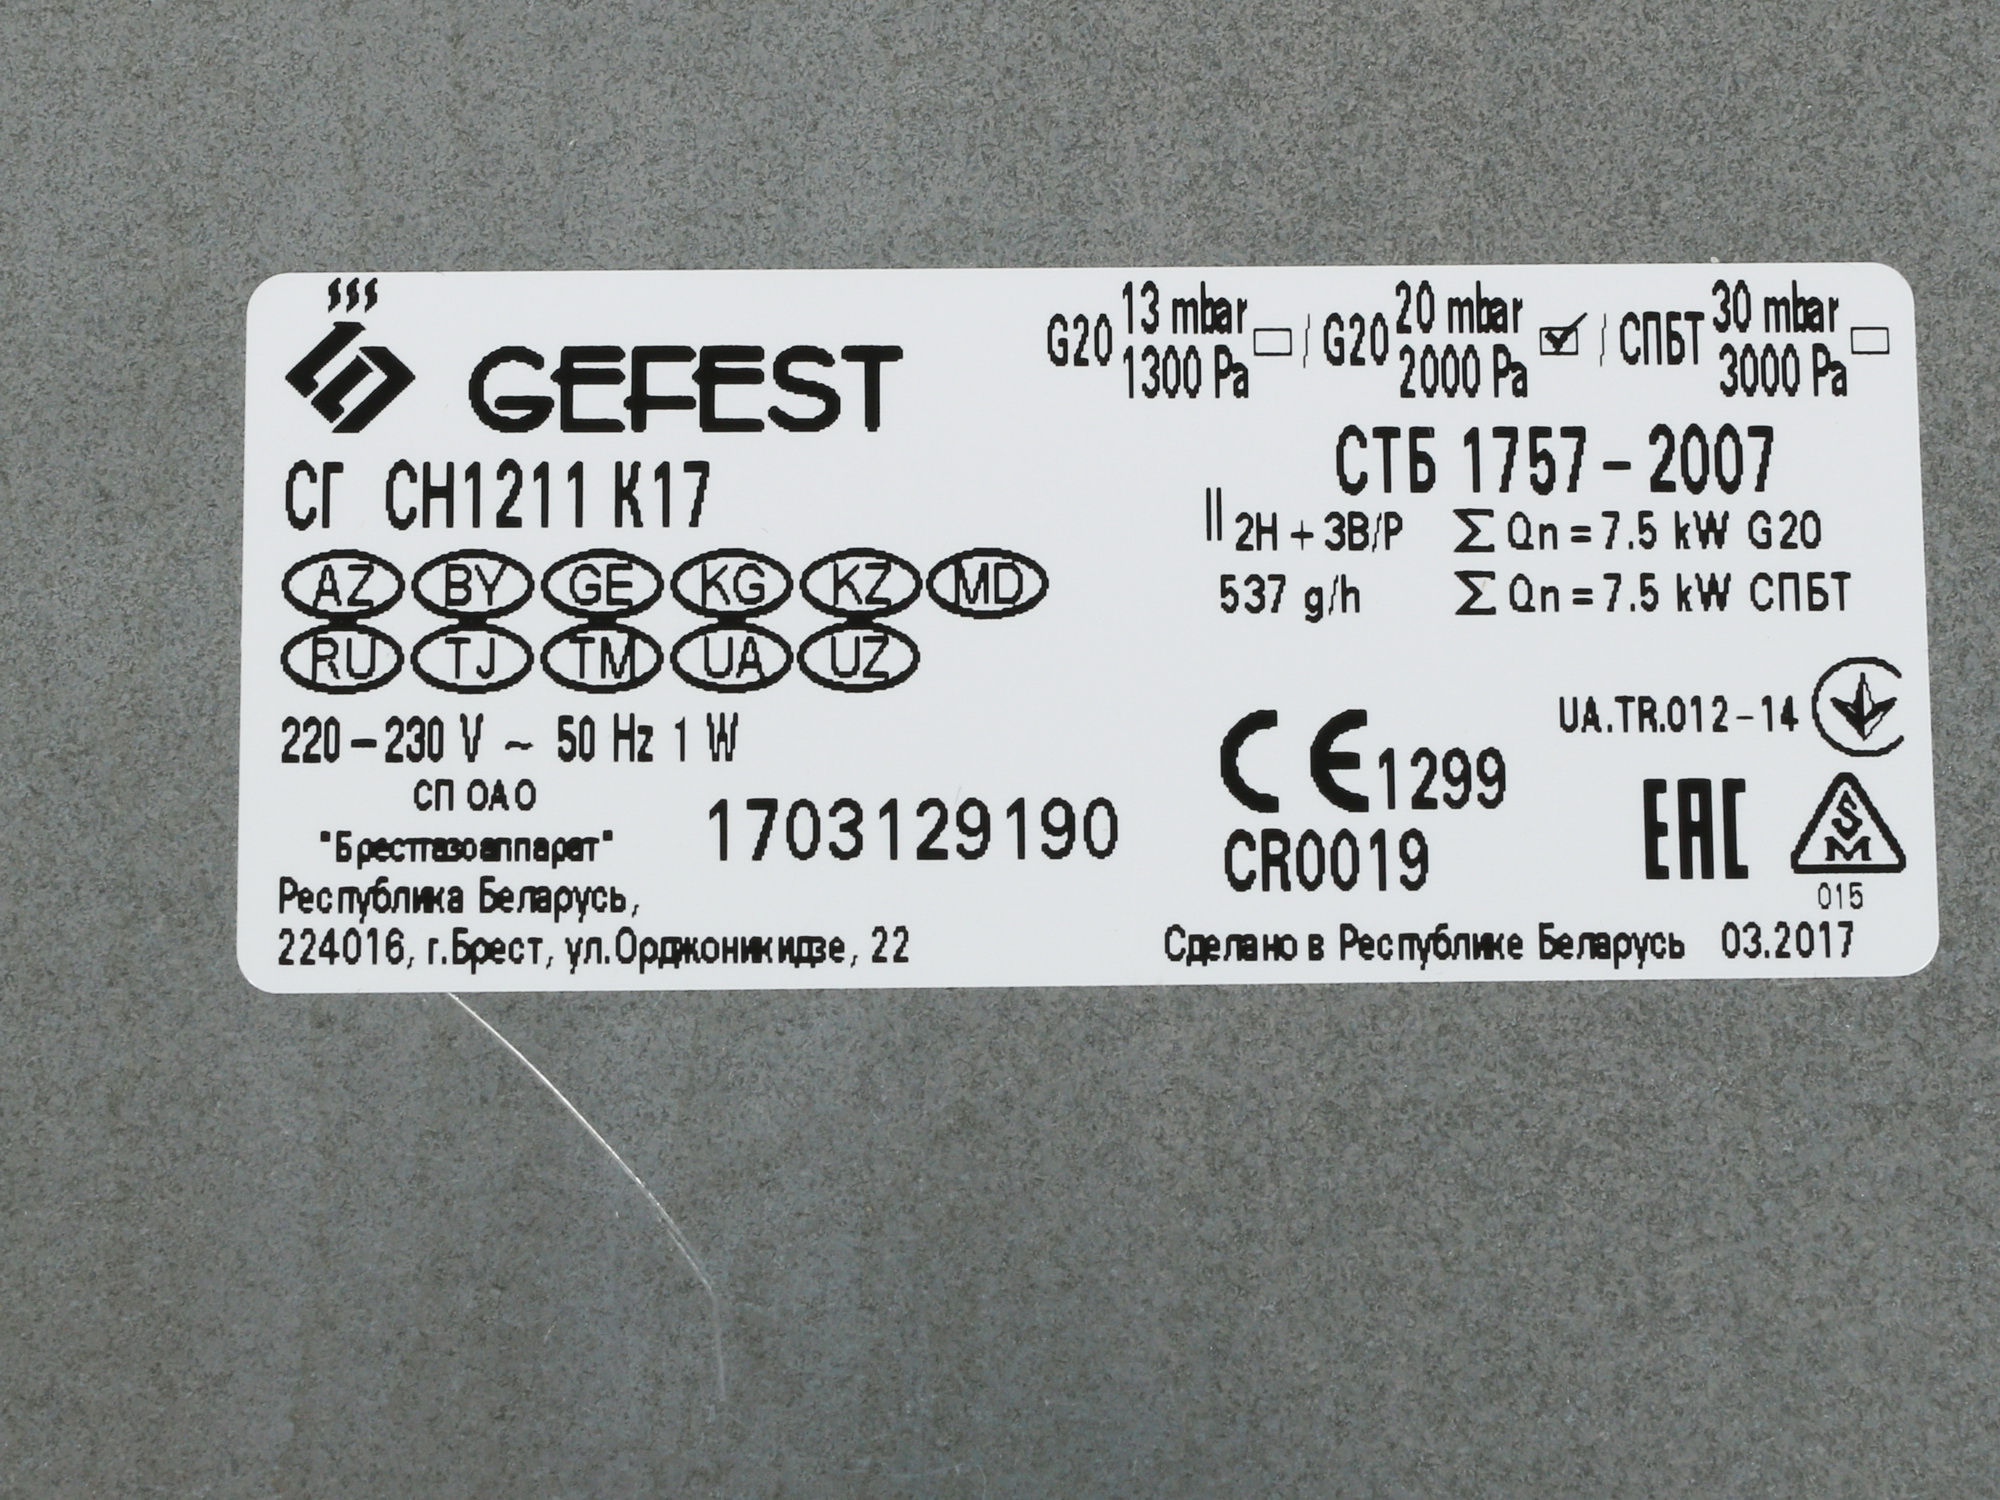 GEFEST
G20 13 mbar 1300 Pa / G20 20 mbar 2000 Pa / СПБТ 30 mbar 3000 Pa
СГ СН1211 К17
СТБ 1757-2007
II 2H + 3B/P Σ Qn = 7.5 kW G20
537 g/h Σ Qn = 7.5 kW СПБТ
AZ BY GE KG KZ MD
RU TJ TM UA UZ
220-230 V ~ 50 Hz 1 W
UA.TR.012-14
СП ОАО
"Брестгазоаппарат"
1703129190
CE 1299
CR0019
EAC
SM
015
Республика Беларусь,
224016, г.Брест, ул.Орджоникидзе, 22
Сделано в Республике Беларусь 03.2017